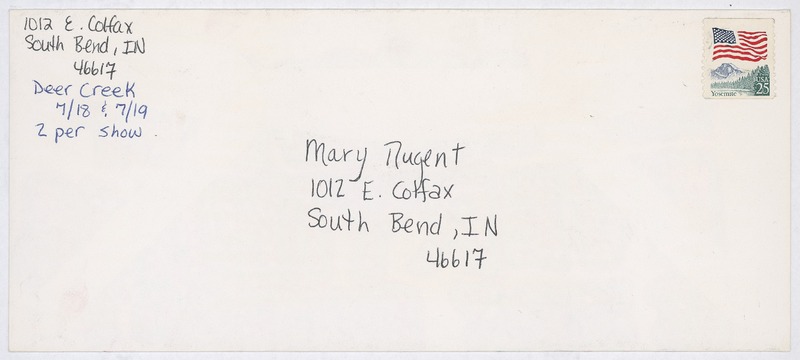 1012 E. Colfax
South Bend, IN
46617
Deer Creek
7/18 & 7/19
2 per show.
Mary Nugent
1012 E. Colfax
South Bend, IN
46617
Yosemite
USA
25